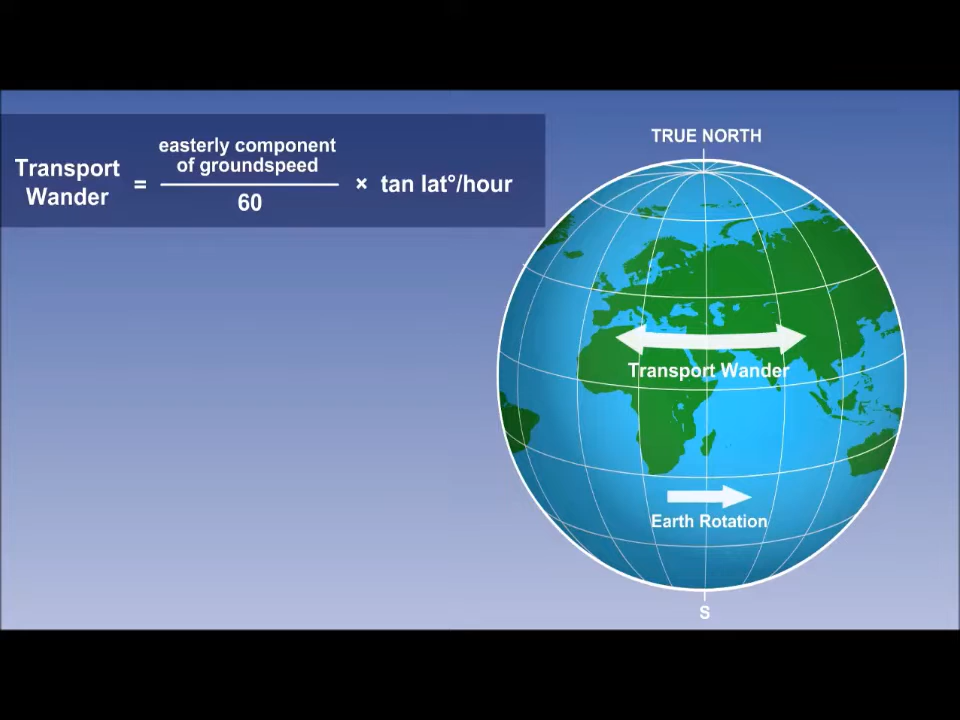 Transport
Wander
=
easterly component
of groundspeed
60
× tan lat°/hour
TRUE NORTH
Transport Wander
Earth Rotation
S